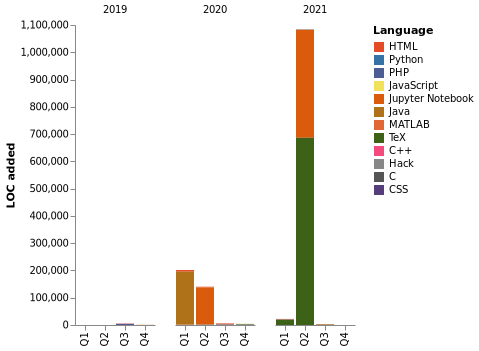 2019 2020 2021
1,100,000
1,000,000
900,000
800,000
700,000
600,000
500,000
400,000
300,000
200,000
100,000
0
LOC added
Q1 Q2 Q3 Q4 Q1 Q2 Q3 Q4 Q1 Q2 Q3 Q4
Language
HTML
Python
PHP
JavaScript
Jupyter Notebook
Java
MATLAB
TeX
C++
Hack
C
CSS